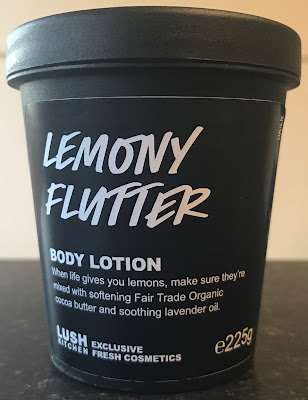 LEMONY
FLUTTER
BODY LOTION
When life gives you lemons, make sure they're
mixed with softening Fair Trade Organic
cocoa butter and soothing lavender oil.
LUSH EXCLUSIVE
KITCHEN FRESH COSMETICS
e225g